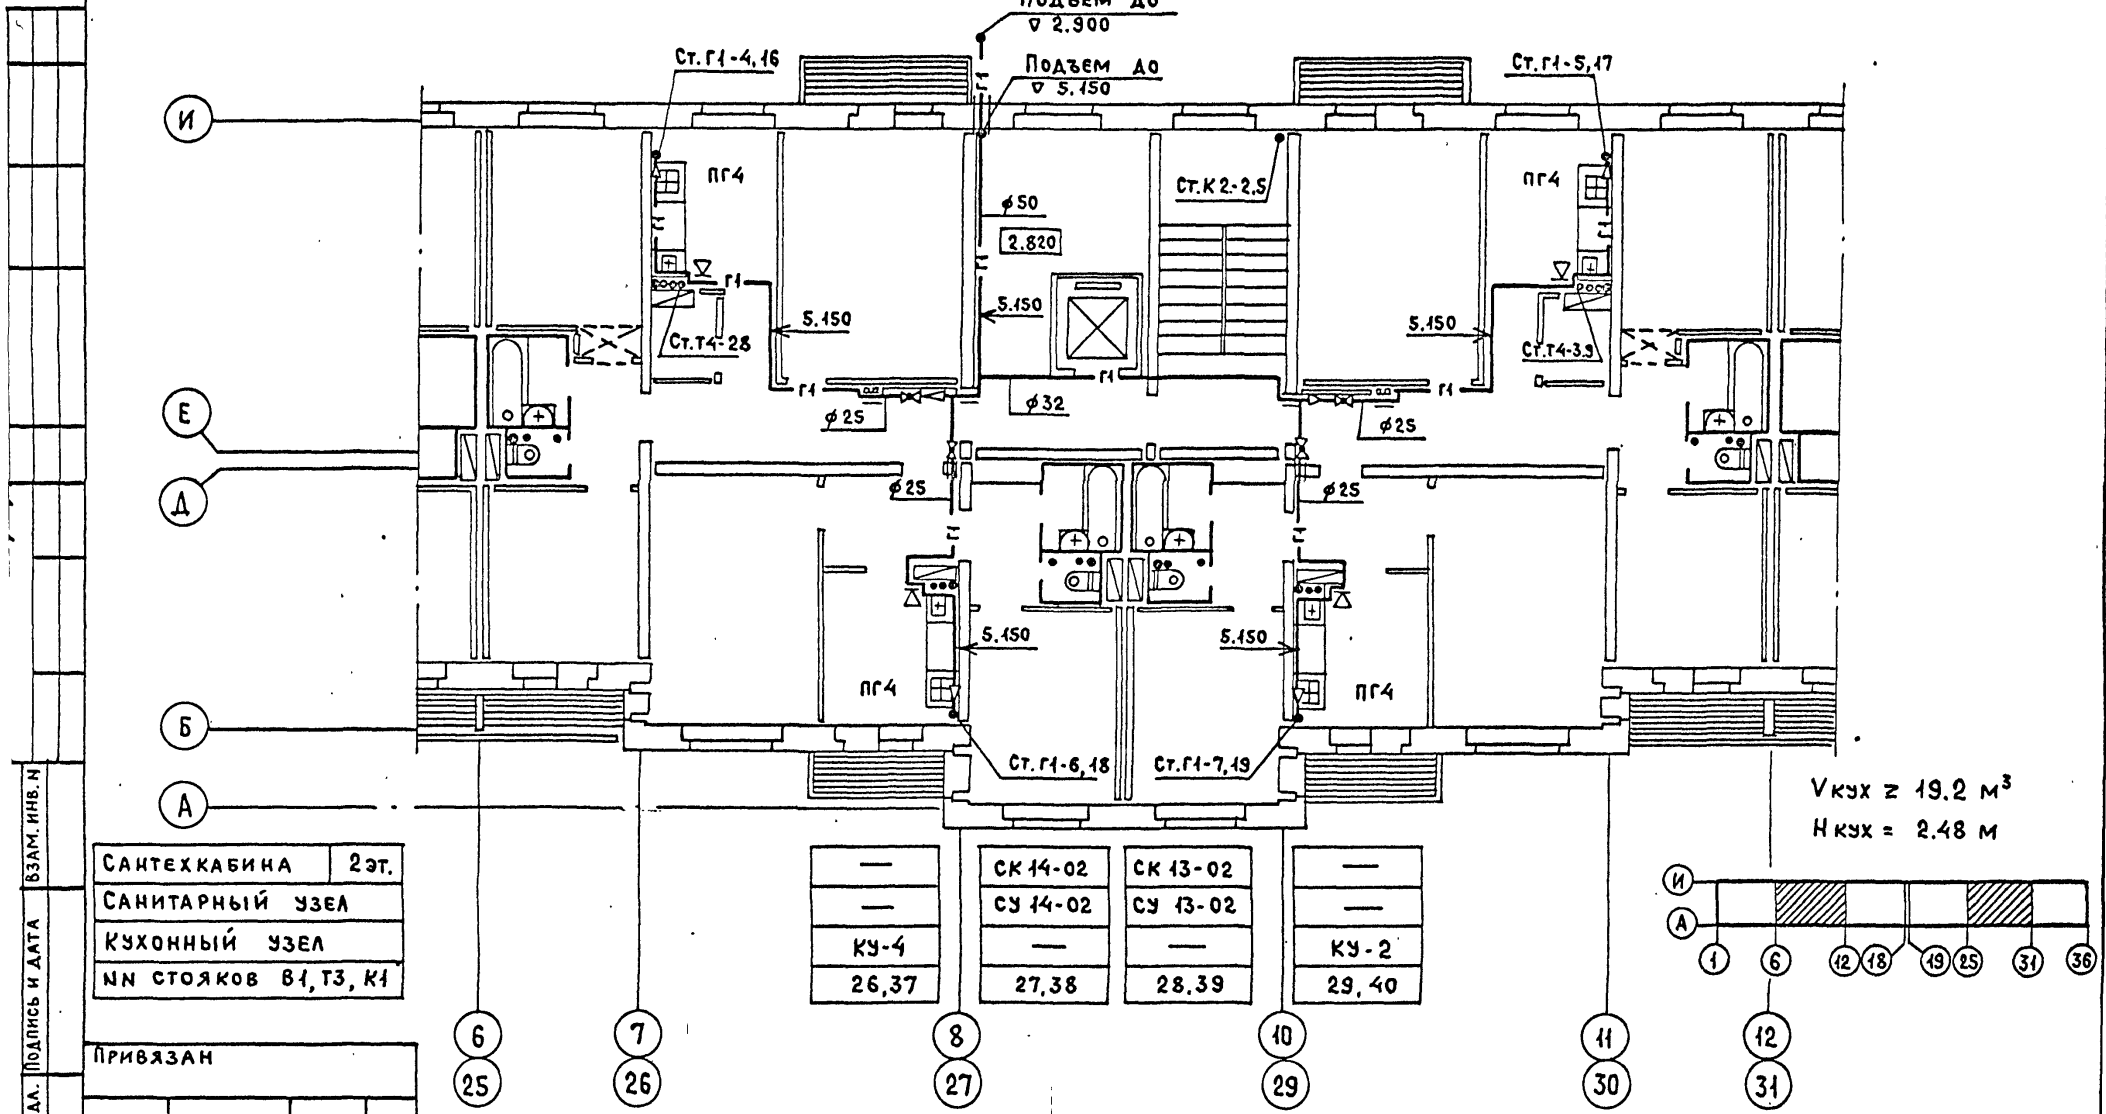 Подъем до
▽ 2.900
Ст.Г1-4,16
Подъем до
▽ 5.150
Ст.Г1-5,17
И
Г1
ПГ4
Ст.К2-2,5
ПГ4
ф50
2.820
Г1
Г1
Г1
Г1
5.150
5.150
5.150
Ст.Т4-28
Ст.Т4-39
Г1
Г1
Г1
Е
ф25
ф32
ф25
Д
ф25
ф25
Г1
Г1
5.150
5.150
ПГ4
ПГ4
Б
Ст.Г1-6,18
Ст.Г1-7,19
А
Vкух ≥ 19.2 м³
Hкух = 2.48 м
Сантехкабина 2эт.
Санитарный узел
Кухонный узел
NN стояков В1,Т3,К1
— СК 14-02 СК 13-02 —
— СУ 14-02 СУ 13-02 —
КУ-4 — — КУ-2
26,37 27,38 28.39 29,40
И
А
1 6 12 18 19 25 31 36
6 7 8 10 11 12
25 26 27 29 30 31
Привязан
Взам. инв. N
Подпись и дата